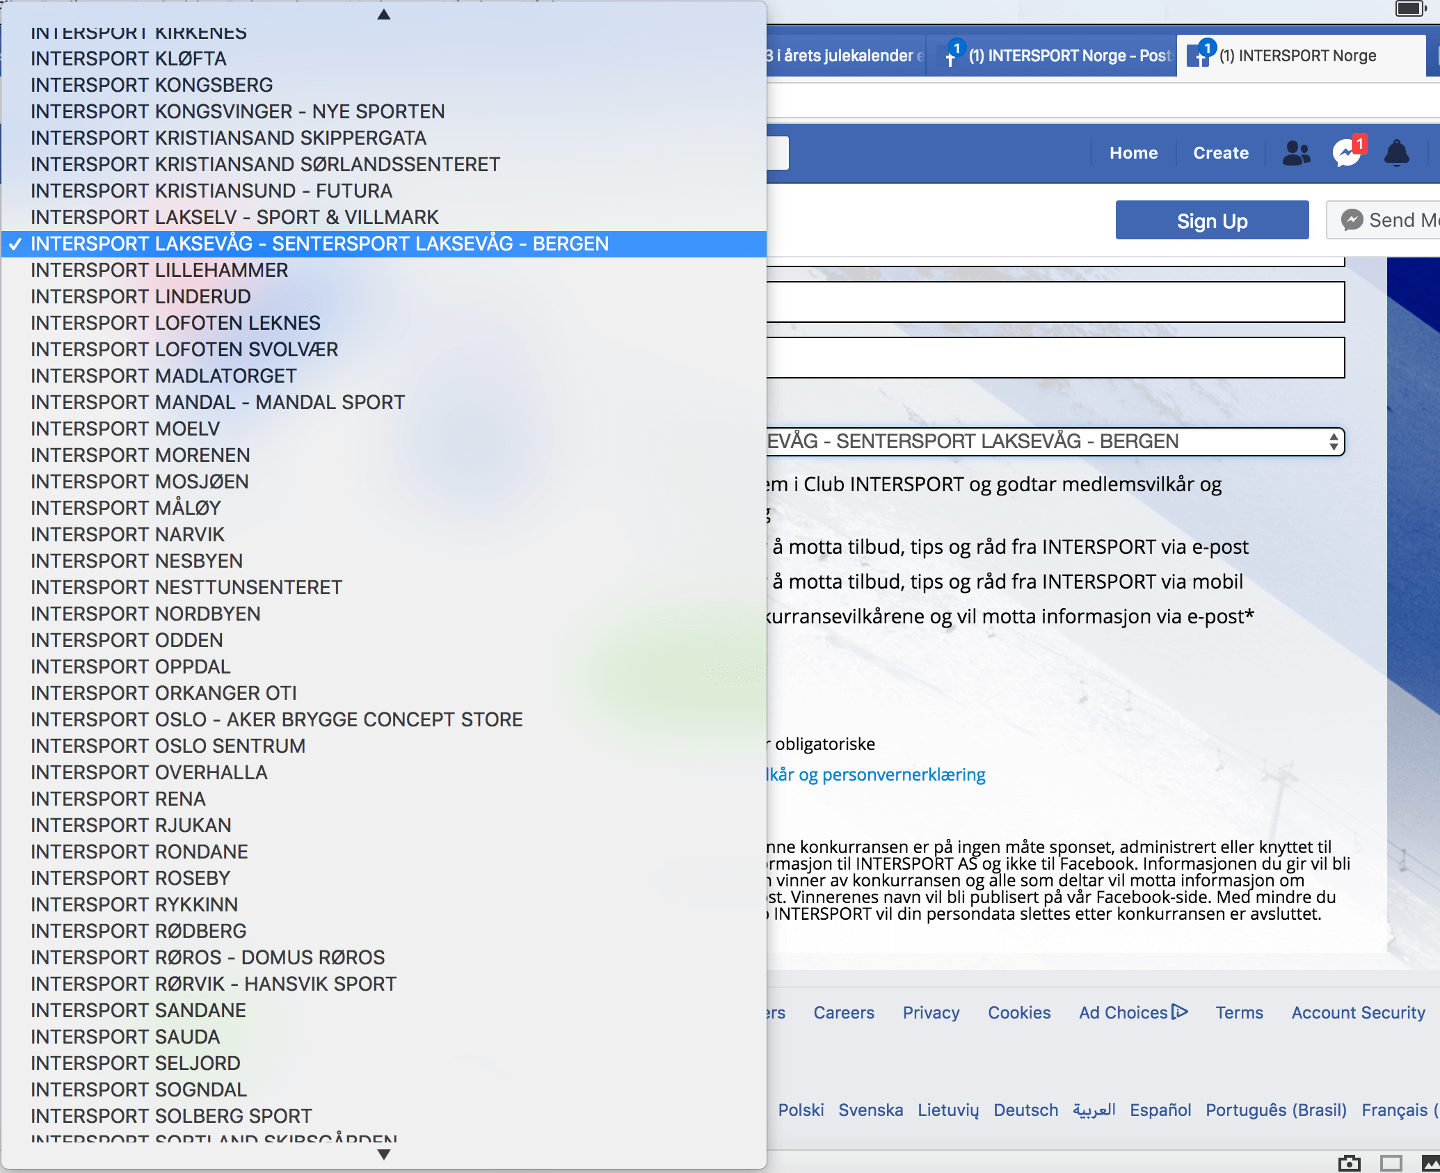 INTERSPORT KIRKENES
INTERSPORT KLØFTA
INTERSPORT KONGSBERG
INTERSPORT KONGSVINGER - NYE SPORTEN
INTERSPORT KRISTIANSAND SKIPPERGATA
INTERSPORT KRISTIANSAND SØRLANDSSENTERET
INTERSPORT KRISTIANSUND - FUTURA
INTERSPORT LAKSELV - SPORT & VILLMARK
✓ INTERSPORT LAKSEVÅG - SENTERSPORT LAKSEVÅG - BERGEN
INTERSPORT LILLEHAMMER
INTERSPORT LINDERUD
INTERSPORT LOFOTEN LEKNES
INTERSPORT LOFOTEN SVOLVÆR
INTERSPORT MADLATORGET
INTERSPORT MANDAL - MANDAL SPORT
INTERSPORT MOELV
INTERSPORT MORENEN
INTERSPORT MOSJØEN
INTERSPORT MÅLØY
INTERSPORT NARVIK
INTERSPORT NESBYEN
INTERSPORT NESTTUNSENTERET
INTERSPORT NORDBYEN
INTERSPORT ODDEN
INTERSPORT OPPDAL
INTERSPORT ORKANGER OTI
INTERSPORT OSLO - AKER BRYGGE CONCEPT STORE
INTERSPORT OSLO SENTRUM
INTERSPORT OVERHALLA
INTERSPORT RENA
INTERSPORT RJUKAN
INTERSPORT RONDANE
INTERSPORT ROSEBY
INTERSPORT RYKKINN
INTERSPORT RØDBERG
INTERSPORT RØROS - DOMUS RØROS
INTERSPORT RØRVIK - HANSVIK SPORT
INTERSPORT SANDANE
INTERSPORT SAUDA
INTERSPORT SELJORD
INTERSPORT SOGNDAL
INTERSPORT SOLBERG SPORT
INTERSPORT SORTLAND SKIBSGÅRDEN
3 i årets julekalender e
1 (1) INTERSPORT Norge - Post
1 (1) INTERSPORT Norge
Home Create 1
Sign Up Send Me
EVÅG - SENTERSPORT LAKSEVÅG - BERGEN
em i Club INTERSPORT og godtar medlemsvilkår og
g
å motta tilbud, tips og råd fra INTERSPORT via e-post
å motta tilbud, tips og råd fra INTERSPORT via mobil
kurransevilkårene og vil motta informasjon via e-post*
r obligatoriske
lkår og personvernerklæring
nne konkurransen er på ingen måte sponset, administrert eller knyttet til
ormasjon til INTERSPORT AS og ikke til Facebook. Informasjonen du gir vil bli
n vinner av konkurransen og alle som deltar vil motta informasjon om
ost. Vinnerenes navn vil bli publisert på vår Facebook-side. Med mindre du
o INTERSPORT vil din persondata slettes etter konkurransen er avsluttet.
ers Careers Privacy Cookies Ad Choices Terms Account Security
Polski Svenska Lietuvių Deutsch العربية Español Português (Brasil) Français (